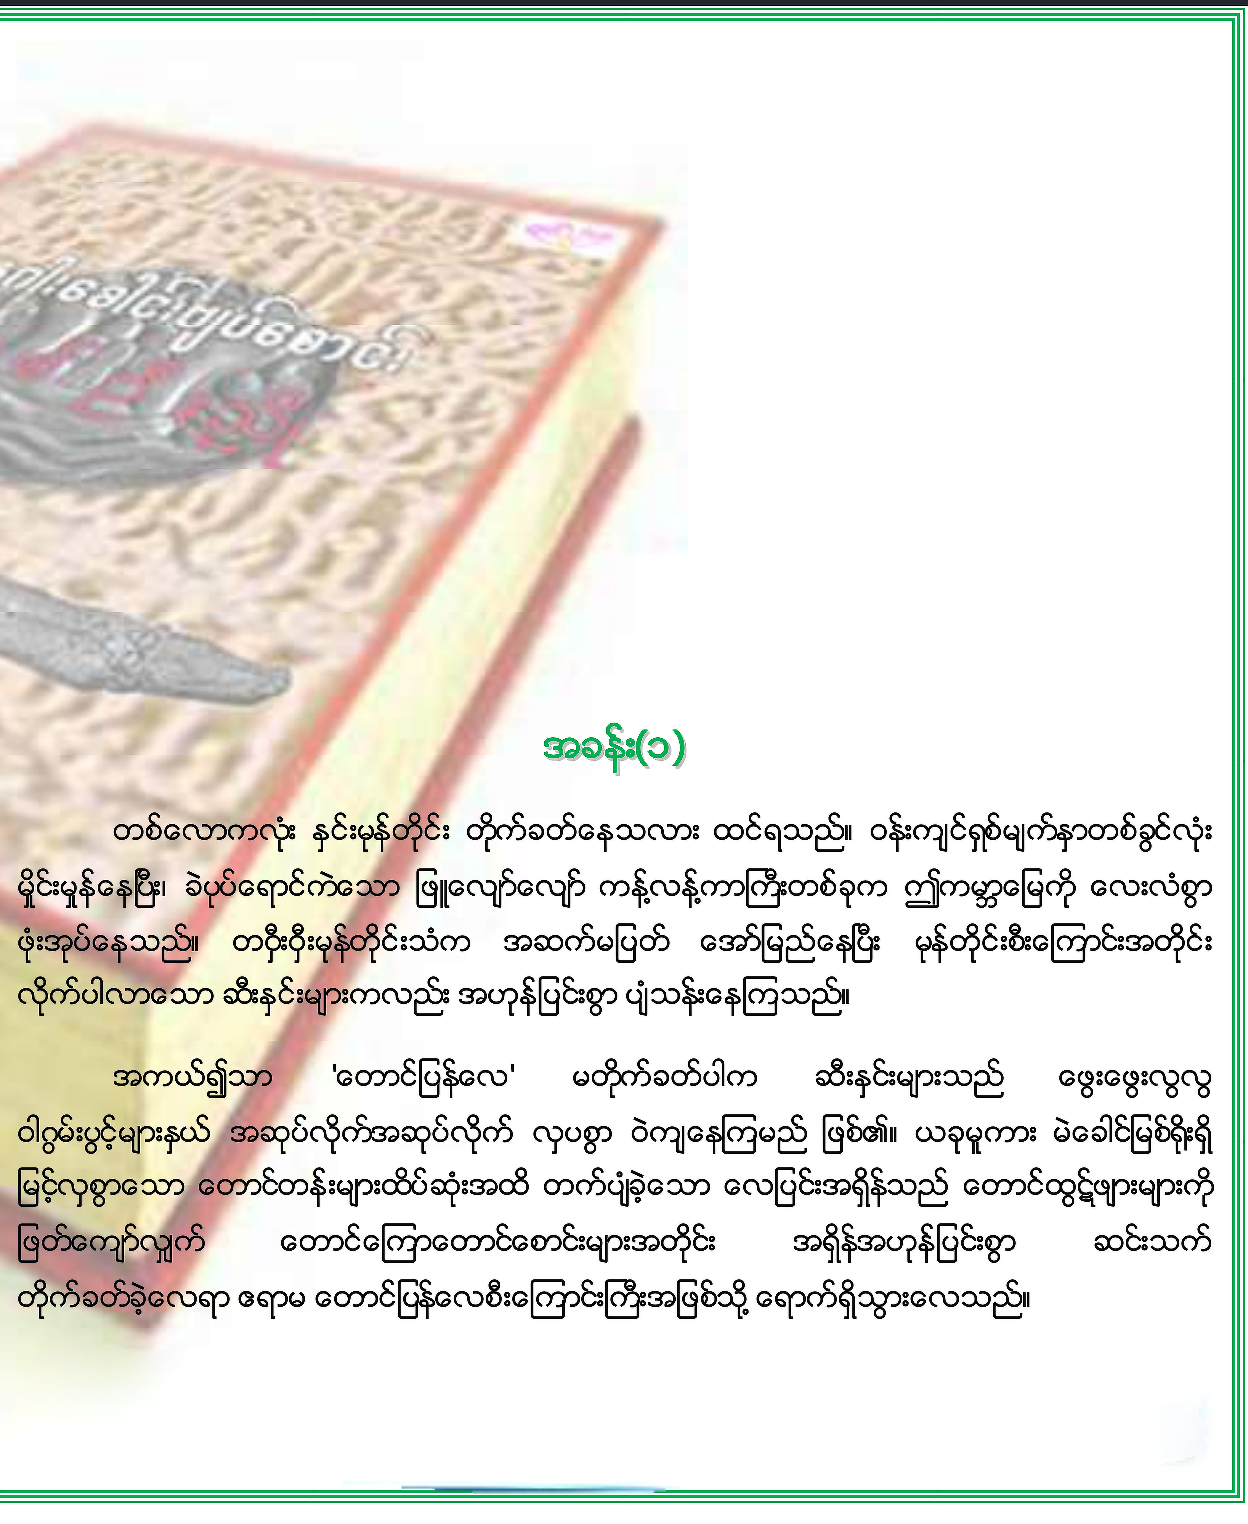 ခေါင်းဖြူပ်စောင်း
အခန်း(၁)
တစ်လောကလုံး နှင်းမုန်တိုင်း တိုက်ခတ်နေသလား ထင်ရသည်။ ဝန်းကျင်ရှစ်မျက်နှာတစ်ခွင်လုံး
မှိုင်းမှုန်နေပြီး၊ ခဲပုပ်ရောင်ကဲသော ဖြူလျော်လျော် ကန့်လန့်ကာကြီးတစ်ခုက ဤကမ္ဘာမြေကို လေးလံစွာ
ဖုံးအုပ်နေသည်။ တဝှီးဝှီးမုန်တိုင်းသံက အဆက်မပြတ် အော်မြည်နေပြီး မုန်တိုင်းစီးကြောင်းအတိုင်း
လိုက်ပါလာသော ဆီးနှင်းများကလည်း အဟုန်ပြင်းစွာ ပျံသန်းနေကြသည်။
အကယ်၍သာ 'တောင်ပြန်လေ' မတိုက်ခတ်ပါက ဆီးနှင်းများသည် ဖွေးဖွေးလွလွ
ဝါဂွမ်းပွင့်များနှယ် အဆုပ်လိုက်အဆုပ်လိုက် လှပစွာ ဝဲကျနေကြမည် ဖြစ်၏။ ယခုမူကား မဲခေါင်မြစ်ရိုးရှိ
မြင့်လှစွာသော တောင်တန်းများထိပ်ဆုံးအထိ တက်ပျံခဲ့သော လေပြင်းအရှိန်သည် တောင်ထွဋ်ဖျားများကို
ဖြတ်ကျော်လျှက် တောင်ကြောတောင်စောင်းများအတိုင်း အရှိန်အဟုန်ပြင်းစွာ ဆင်းသက်
တိုက်ခတ်ခဲ့လေရာ ဧရာမ တောင်ပြန်လေစီးကြောင်းကြီးအဖြစ်သို့ ရောက်ရှိသွားလေသည်။